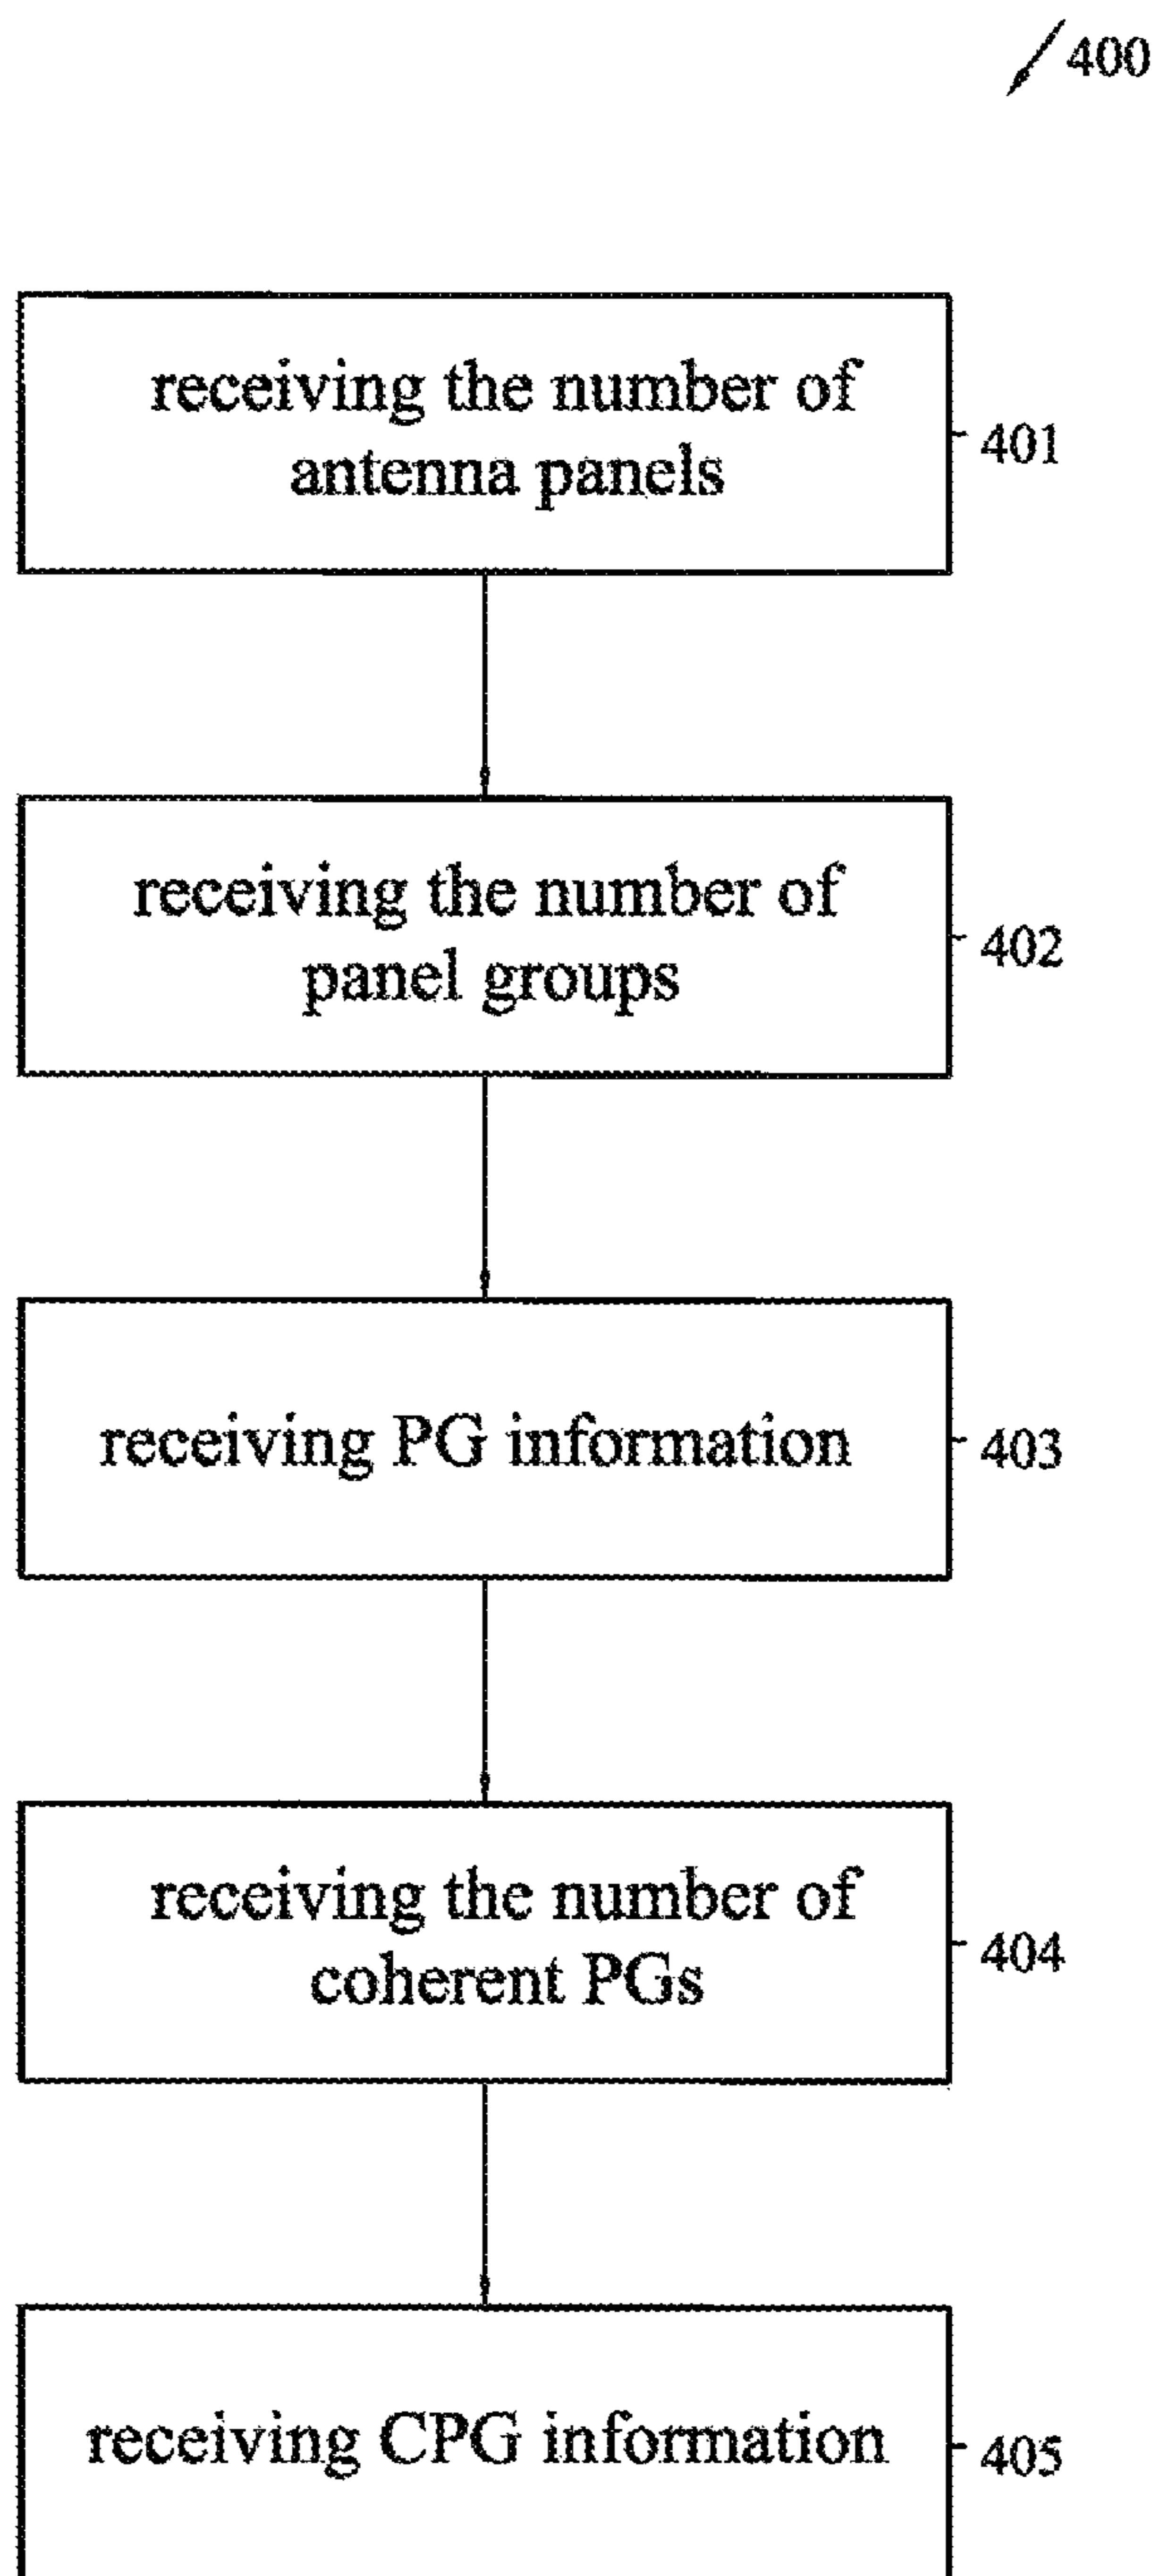 400
receiving the number of
antenna panels
401
receiving the number of
panel groups
402
receiving PG information
403
receiving the number of
coherent PGs
404
receiving CPG information
405